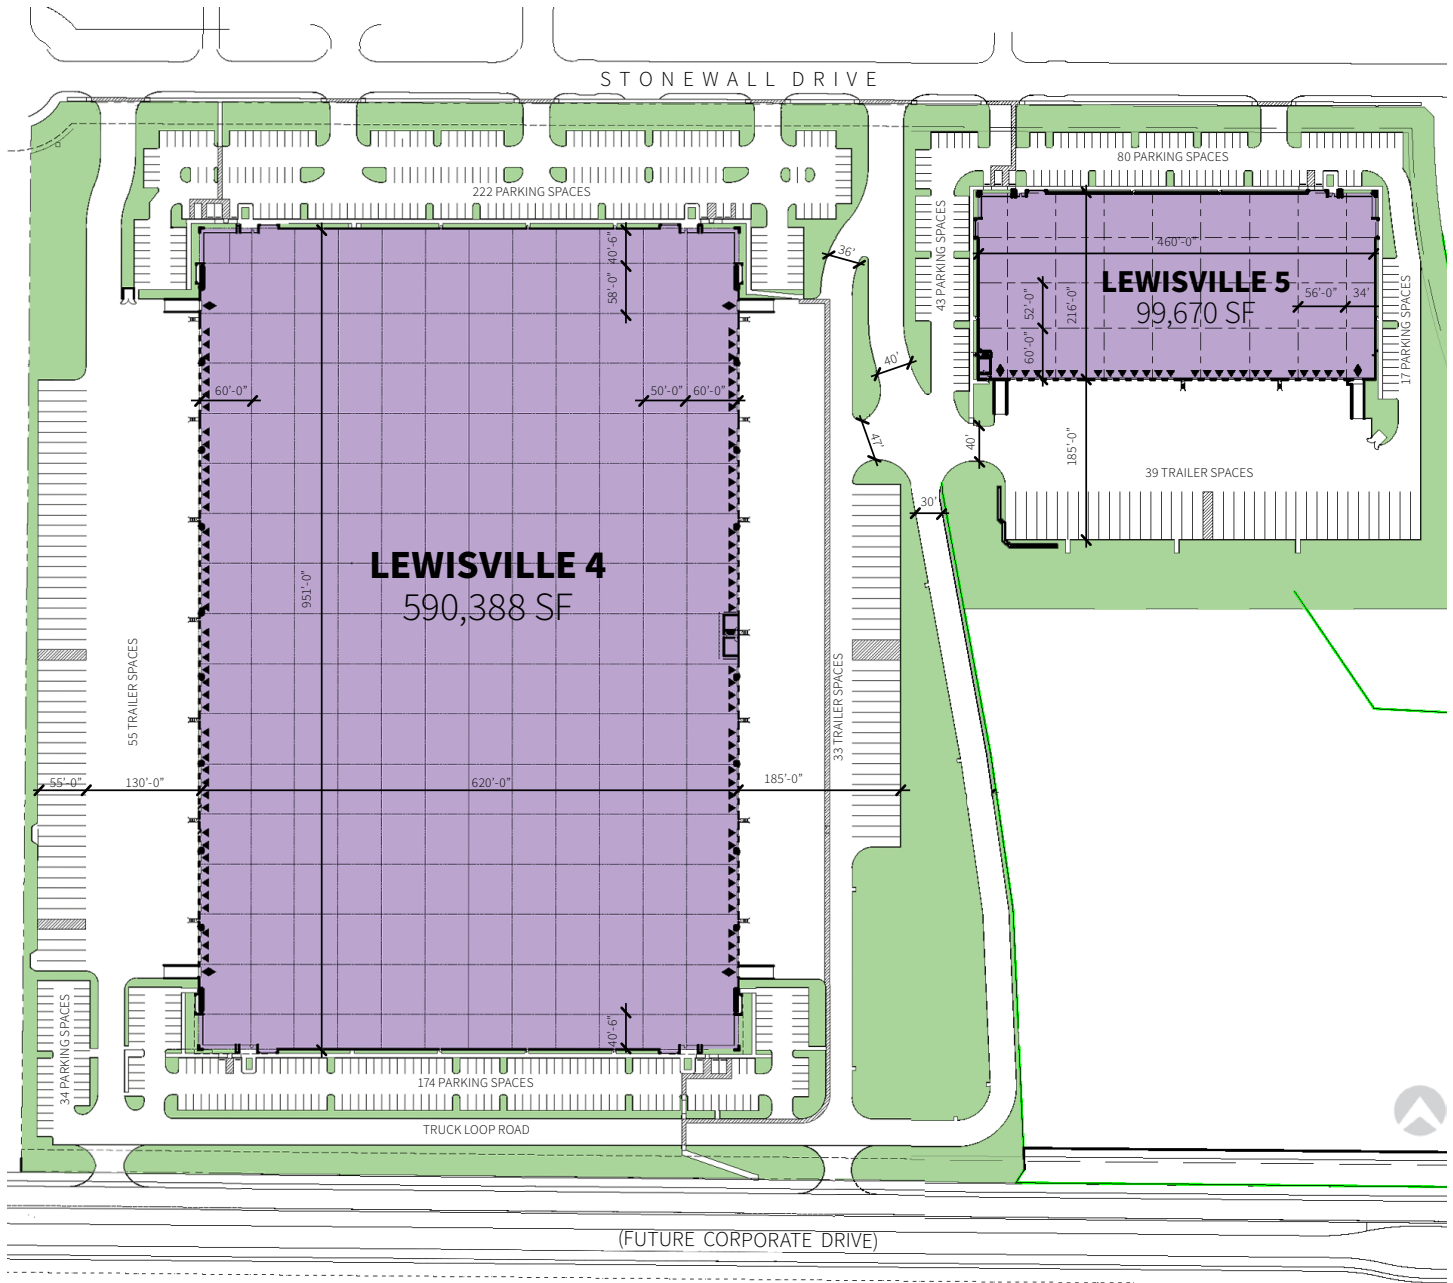 STONEWALL DRIVE
80 PARKING SPACES
222 PARKING SPACES
43 PARKING SPACES
17 PARKING SPACES
36'
40'-6"
58'-0"
460'-0"
LEWISVILLE 5
99,670 SF
56'-0"
34'
52'-0"
216'-0"
60'-0"
40'
60'-0"
50'-0"
60'-0"
47'
40'
185'-0"
39 TRAILER SPACES
30'
LEWISVILLE 4
590,388 SF
951'-0"
55 TRAILER SPACES
33 TRAILER SPACES
55'-0"
130'-0"
620'-0"
185'-0"
40'-6"
34 PARKING SPACES
174 PARKING SPACES
TRUCK LOOP ROAD
(FUTURE CORPORATE DRIVE)